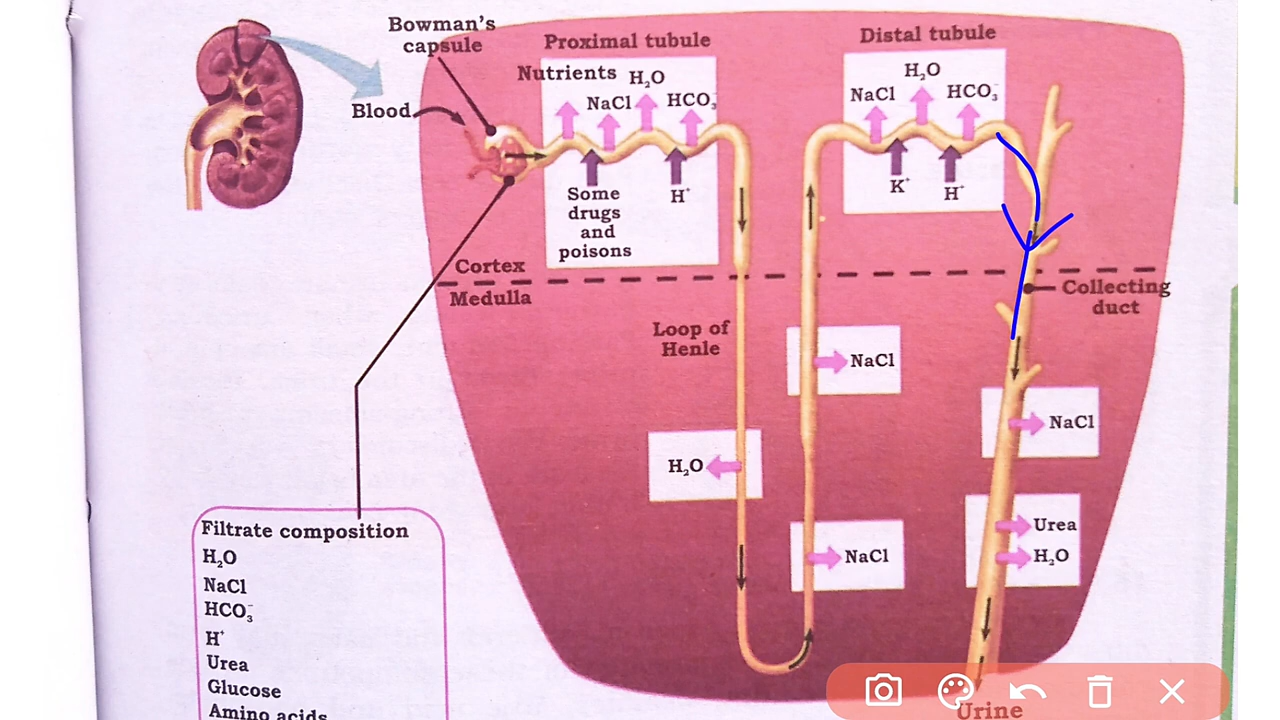 Bowman's
capsule
Proximal tubule
Distal tubule
Nutrients
H₂O
NaCl
HCO₃⁻
H₂O
NaCl
HCO₃⁻
Blood
Some
drugs
and
poisons
H⁺
K⁺
H⁺
Cortex
Medulla
Collecting
duct
Loop of
Henle
NaCl
NaCl
H₂O
NaCl
Urea
H₂O
Filtrate composition
H₂O
NaCl
HCO₃⁻
H⁺
Urea
Glucose
Amino acids
Urine